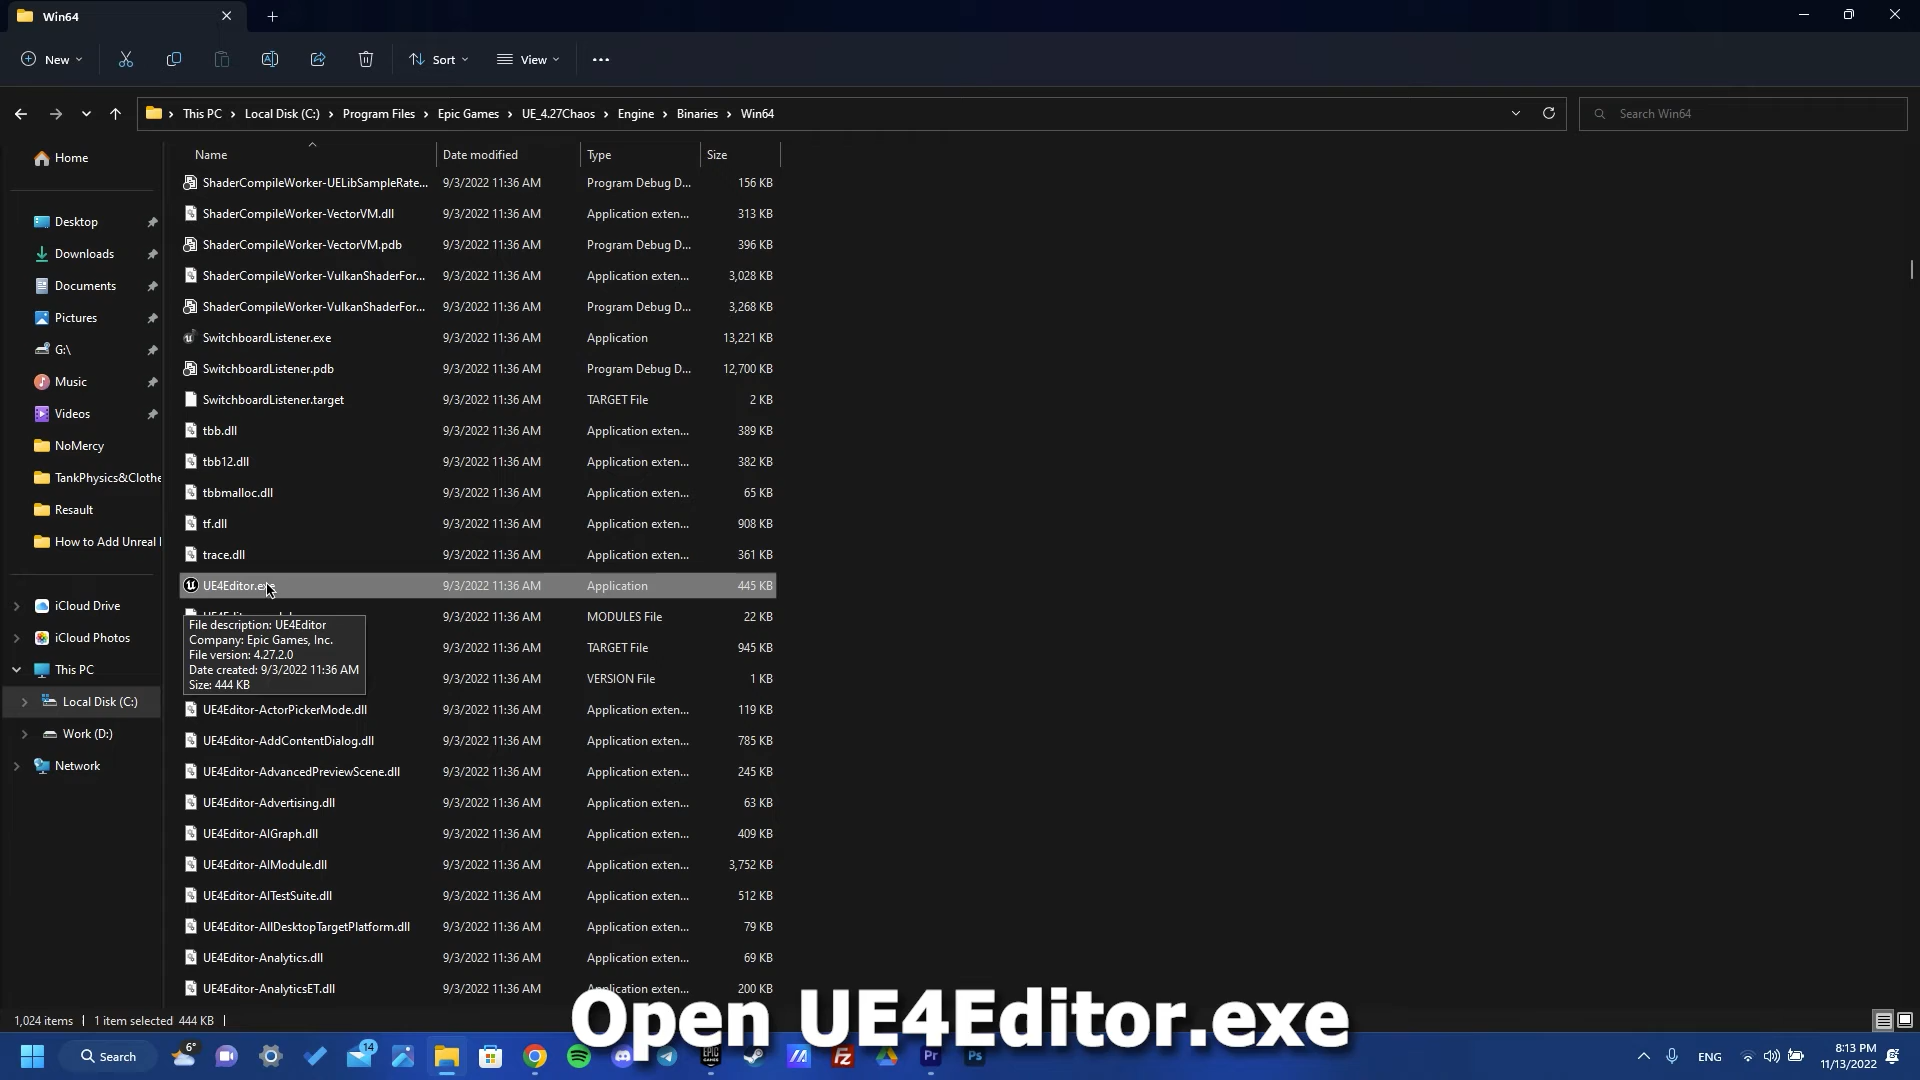 Win64
New
Sort
View
This PC
Local Disk (C:)
Program Files
Epic Games
UE_4.27Chaos
Engine
Binaries
Win64
Search Win64
Home
Desktop
Downloads
Documents
Pictures
G:\
Music
Videos
NoMercy
TankPhysics&Clothe
Resault
How to Add Unreal
iCloud Drive
iCloud Photos
This PC
Local Disk (C:)
Work (D:)
Network
Name Date modified Type Size
ShaderCompileWorker-UELibSampleRate... 9/3/2022 11:36 AM Program Debug D... 156 KB
ShaderCompileWorker-VectorVM.dll 9/3/2022 11:36 AM Application exten... 313 KB
ShaderCompileWorker-VectorVM.pdb 9/3/2022 11:36 AM Program Debug D... 396 KB
ShaderCompileWorker-VulkanShaderFor... 9/3/2022 11:36 AM Application exten... 3,028 KB
ShaderCompileWorker-VulkanShaderFor... 9/3/2022 11:36 AM Program Debug D... 3,268 KB
SwitchboardListener.exe 9/3/2022 11:36 AM Application 13,221 KB
SwitchboardListener.pdb 9/3/2022 11:36 AM Program Debug D... 12,700 KB
SwitchboardListener.target 9/3/2022 11:36 AM TARGET File 2 KB
tbb.dll 9/3/2022 11:36 AM Application exten... 389 KB
tbb12.dll 9/3/2022 11:36 AM Application exten... 382 KB
tbbmalloc.dll 9/3/2022 11:36 AM Application exten... 65 KB
tf.dll 9/3/2022 11:36 AM Application exten... 908 KB
trace.dll 9/3/2022 11:36 AM Application exten... 361 KB
UE4Editor.exe 9/3/2022 11:36 AM Application 445 KB
9/3/2022 11:36 AM MODULES File 22 KB
9/3/2022 11:36 AM TARGET File 945 KB
9/3/2022 11:36 AM VERSION File 1 KB
File description: UE4Editor
Company: Epic Games, Inc.
File version: 4.27.2.0
Date created: 9/3/2022 11:36 AM
Size: 444 KB
UE4Editor-ActorPickerMode.dll 9/3/2022 11:36 AM Application exten... 119 KB
UE4Editor-AddContentDialog.dll 9/3/2022 11:36 AM Application exten... 785 KB
UE4Editor-AdvancedPreviewScene.dll 9/3/2022 11:36 AM Application exten... 245 KB
UE4Editor-Advertising.dll 9/3/2022 11:36 AM Application exten... 63 KB
UE4Editor-AIGraph.dll 9/3/2022 11:36 AM Application exten... 409 KB
UE4Editor-AIModule.dll 9/3/2022 11:36 AM Application exten... 3,752 KB
UE4Editor-AITestSuite.dll 9/3/2022 11:36 AM Application exten... 512 KB
UE4Editor-AllDesktopTargetPlatform.dll 9/3/2022 11:36 AM Application exten... 79 KB
UE4Editor-Analytics.dll 9/3/2022 11:36 AM Application exten... 69 KB
UE4Editor-AnalyticsET.dll 9/3/2022 11:36 AM Application exten... 200 KB
1,024 items 1 item selected 444 KB
Open UE4Editor.exe
Search
6°
14
EPIC GAMES
Fz
Pr
Ps
ENG
8:13 PM
11/13/2022